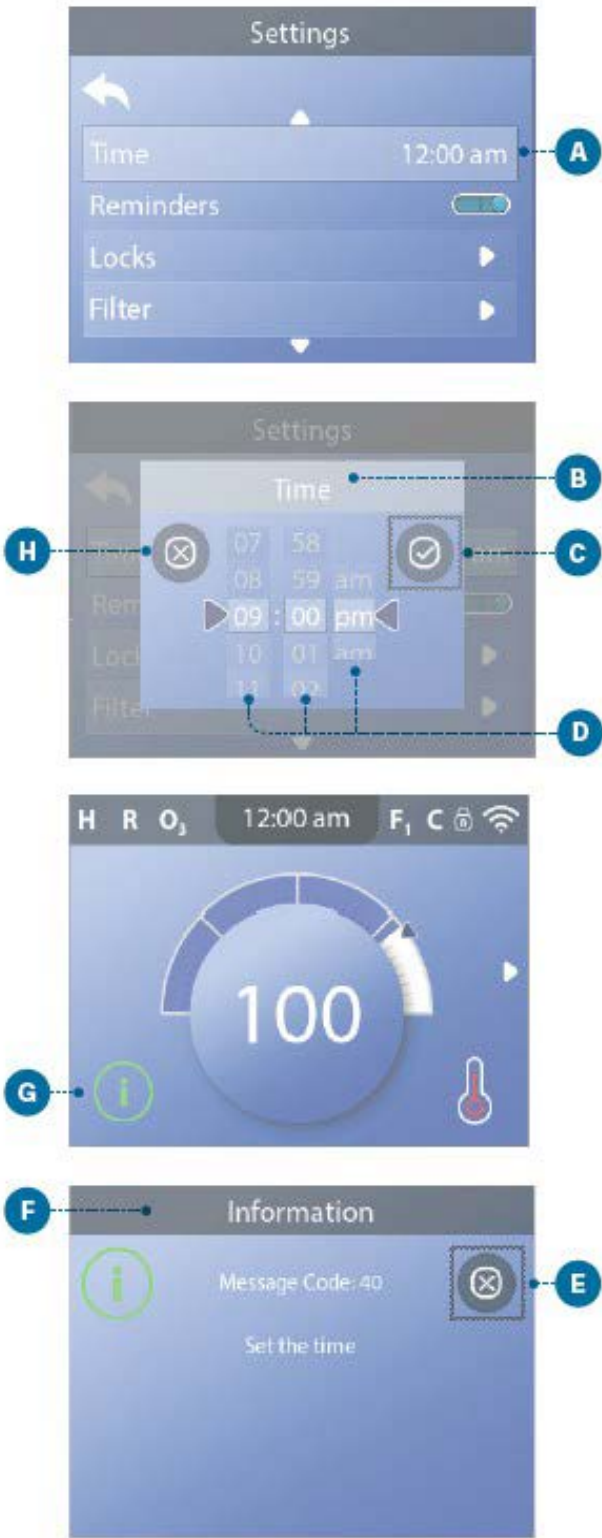 Settings
Time 12:00 am A
Reminders
Locks
Filter
Settings
Time B
H 07 58 C
08 59 am
09 : 00 pm
10 01 am
11 02
Filter
D
H R O₃ 12:00 am F₁ C
100
G i
F Information
i Message Code: 40 E
Set the time